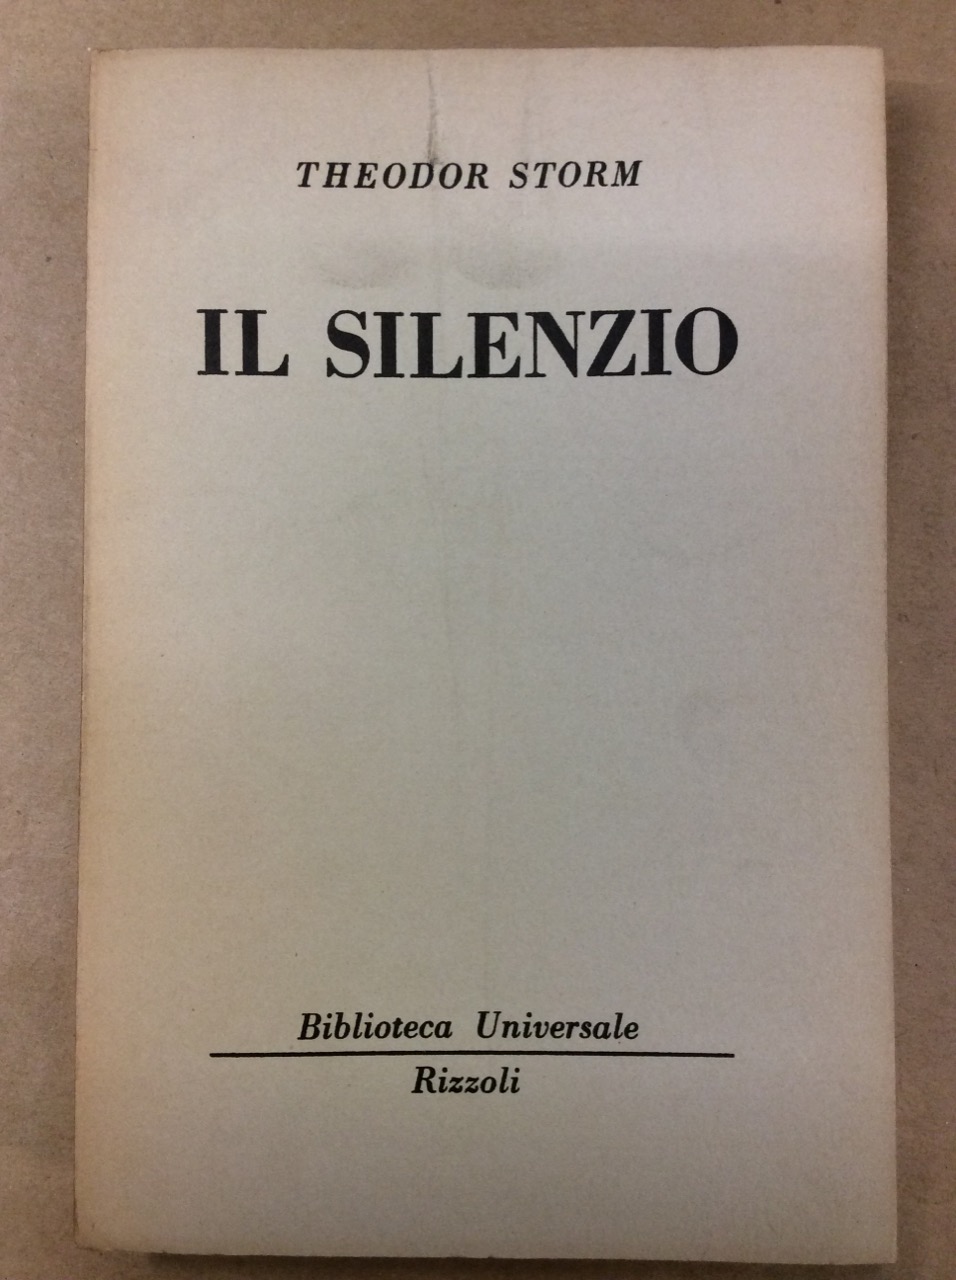 THEODOR STORM
IL SILENZIO
Biblioteca Universale
Rizzoli